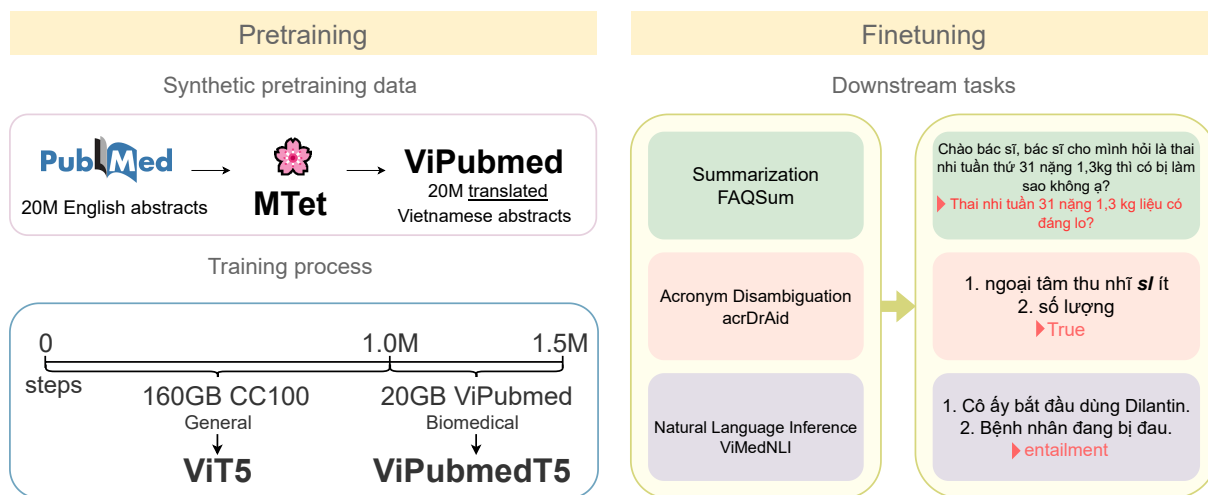 Pretraining
Synthetic pretraining data
PubMed
20M English abstracts
MTet
ViPubmed
20M translated
Vietnamese abstracts
Training process
0
1.0M
1.5M
steps
160GB CC100
General
ViT5
20GB ViPubmed
Biomedical
ViPubmedT5
Finetuning
Downstream tasks
Summarization
FAQSum
Chào bác sĩ, bác sĩ cho mình hỏi là thai
nhi tuần thứ 31 nặng 1,3kg thì có bị làm
sao không ạ?
Thai nhi tuần 31 nặng 1,3 kg liệu có
đáng lo?
Acronym Disambiguation
acrDrAid
1. ngoại tâm thu nhĩ sl ít
2. số lượng
True
Natural Language Inference
ViMedNLI
1. Cô ấy bắt đầu dùng Dilantin.
2. Bệnh nhân đang bị đau.
entailment